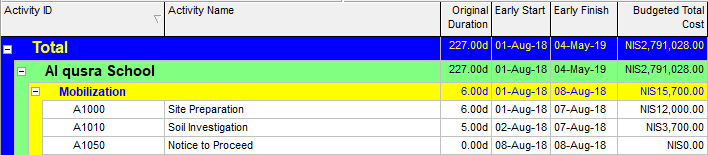 Activity ID Activity Name Original Duration Early Start Early Finish Budgeted Total Cost
Total 227.00d 01-Aug-18 04-May-19 NIS2,791,028.00
Al qusra School 227.00d 01-Aug-18 04-May-19 NIS2,791,028.00
Mobilization 6.00d 01-Aug-18 08-Aug-18 NIS15,700.00
A1000 Site Preparation 6.00d 01-Aug-18 07-Aug-18 NIS12,000.00
A1010 Soil Investigation 5.00d 02-Aug-18 07-Aug-18 NIS3,700.00
A1050 Notice to Proceed 0.00d 08-Aug-18 08-Aug-18 NIS0.00